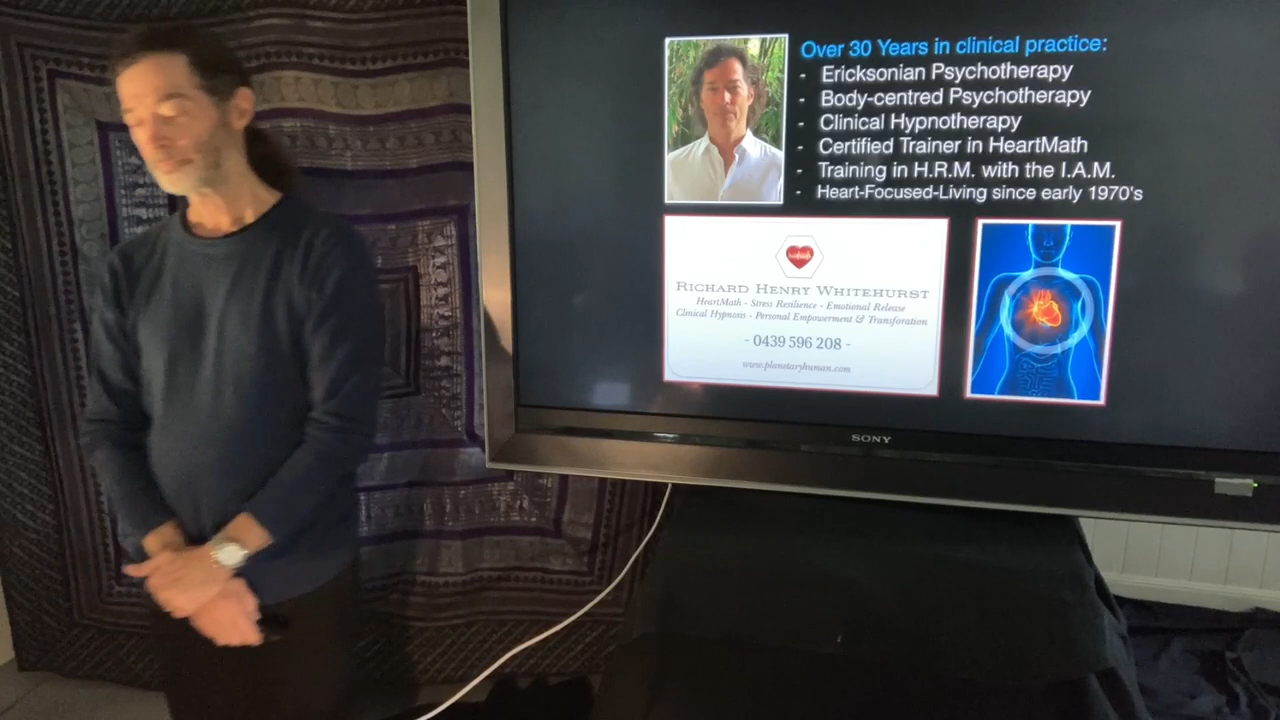 Over 30 Years in clinical practice:
- Ericksonian Psychotherapy
- Body-centred Psychotherapy
- Clinical Hypnotherapy
- Certified Trainer in HeartMath
- Training in H.R.M. with the I.A.M.
- Heart-Focused-Living since early 1970's
RICHARD HENRY WHITEHURST
HeartMath - Stress Resilience - Emotional Release
Clinical Hypnosis - Personal Empowerment & Transforation
- 0439 596 208 -
www.planetaryhuman.com
SONY